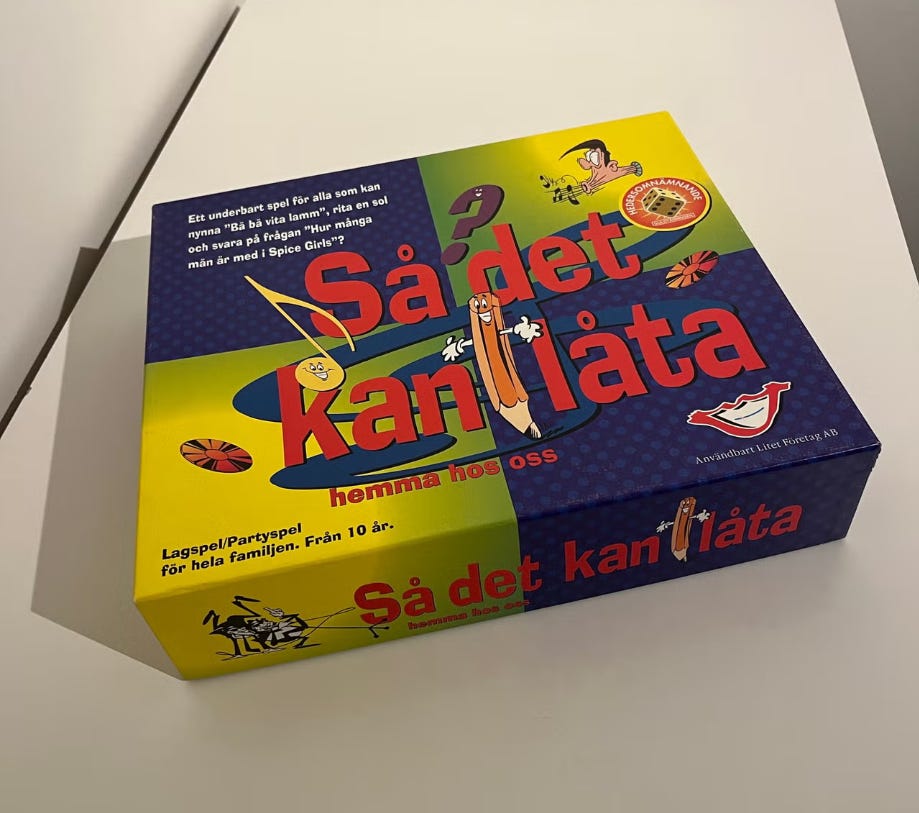 Ett underbart spel för alla som kan
nynna "Bä bä vita lamm", rita en sol
och svara på frågan "Hur många
män är med i Spice Girls"?
HEDERSOMNÄMNANDE
?
Så det
kan låta
hemma hos oss
Användbart Litet Företag AB
Lagspel/Partyspel
för hela familjen. Från 10 år.
Så det kan låta
hemma hos oss